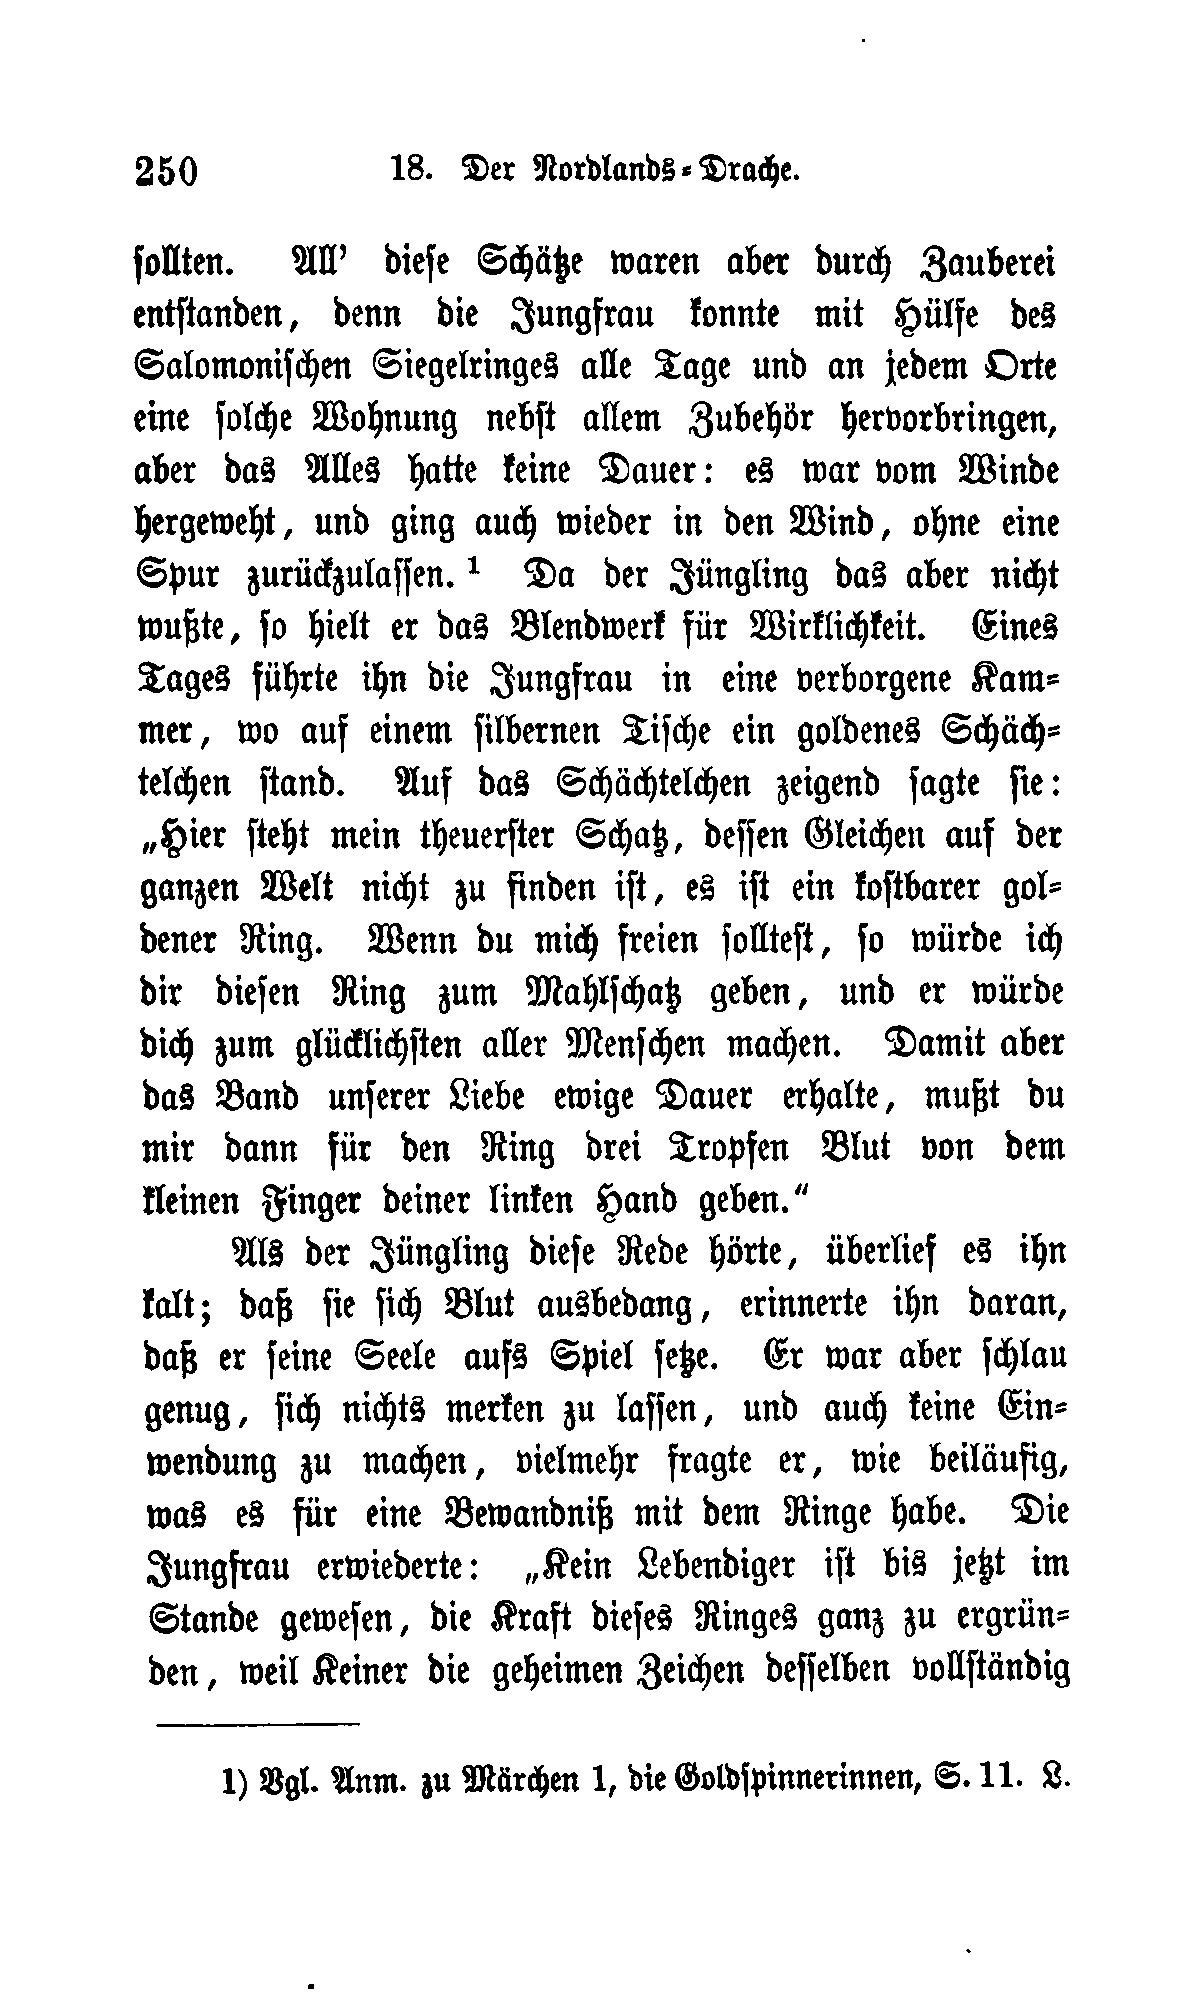 250 18. Der Nordlands-Drache.
sollten. All' diese Schätze waren aber durch Zauberei
entstanden, denn die Jungfrau konnte mit Hülfe des
Salomonischen Siegelringes alle Tage und an jedem Orte
eine solche Wohnung nebst allem Zubehör hervorbringen,
aber das Alles hatte keine Dauer: es war vom Winde
hergeweht, und ging auch wieder in den Wind, ohne eine
Spur zurückzulassen. ¹ Da der Jüngling das aber nicht
wußte, so hielt er das Blendwerk für Wirklichkeit. Eines
Tages führte ihn die Jungfrau in eine verborgene Kam-
mer, wo auf einem silbernen Tische ein goldenes Schäch-
telchen stand. Auf das Schächtelchen zeigend sagte sie:
„Hier steht mein theuerster Schatz, dessen Gleichen auf der
ganzen Welt nicht zu finden ist, es ist ein kostbarer gol-
dener Ring. Wenn du mich freien solltest, so würde ich
dir diesen Ring zum Mahlschatz geben, und er würde
dich zum glücklichsten aller Menschen machen. Damit aber
das Band unserer Liebe ewige Dauer erhalte, mußt du
mir dann für den Ring drei Tropfen Blut von dem
kleinen Finger deiner linken Hand geben.“
Als der Jüngling diese Rede hörte, überlief es ihn
kalt; daß sie sich Blut ausbedang, erinnerte ihn daran,
daß er seine Seele aufs Spiel setze. Er war aber schlau
genug, sich nichts merken zu lassen, und auch keine Ein-
wendung zu machen, vielmehr fragte er, wie beiläufig,
was es für eine Bewandniß mit dem Ringe habe. Die
Jungfrau erwiederte: „Kein Lebendiger ist bis jetzt im
Stande gewesen, die Kraft dieses Ringes ganz zu ergrün-
den, weil Keiner die geheimen Zeichen desselben vollständig
1) Vgl. Anm. zu Märchen 1, die Goldspinnerinnen, S. 11. L.